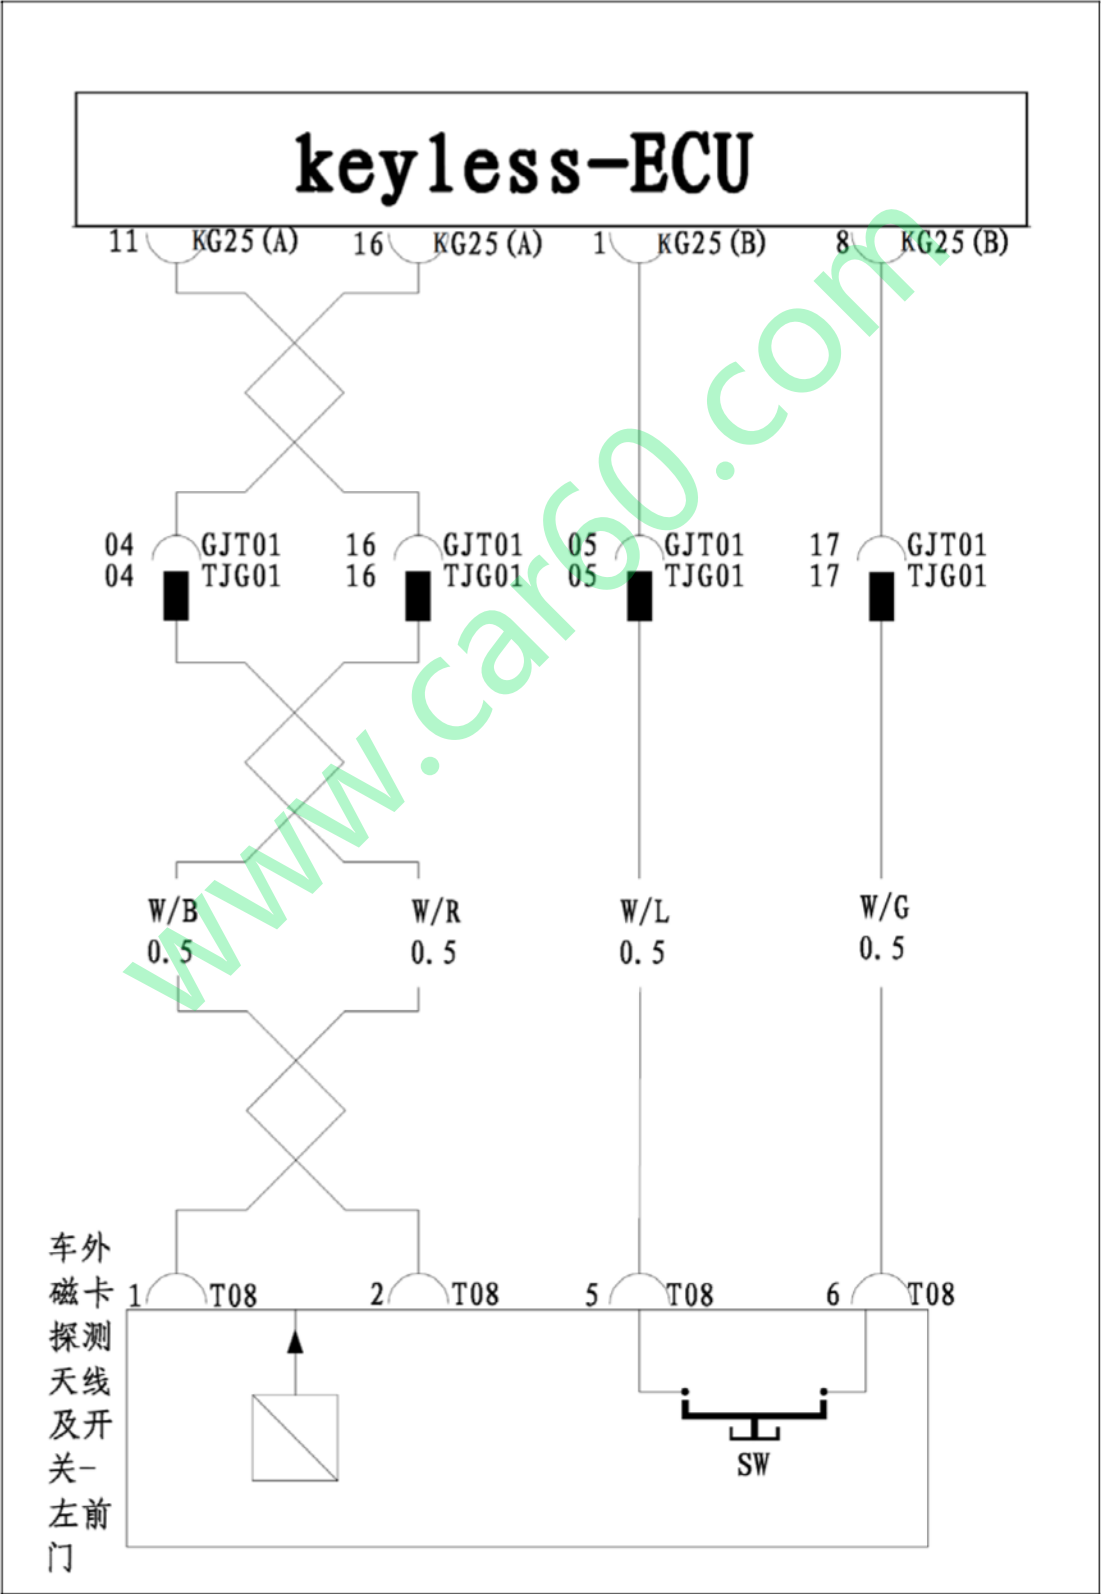 keyless-ECU
11 KG25(A) 16 KG25(A) 1 KG25(B) 8 KG25(B)
04 GJT01 16 GJT01 05 GJT01 17 GJT01
04 TJG01 16 TJG01 05 TJG01 17 TJG01
W/B W/R W/L W/G
0.5 0.5 0.5 0.5
车外
磁卡
探测
天线
及开
关-
左前
门
1 T08 2 T08 5 T08 6 T08
SW
www.car60.com